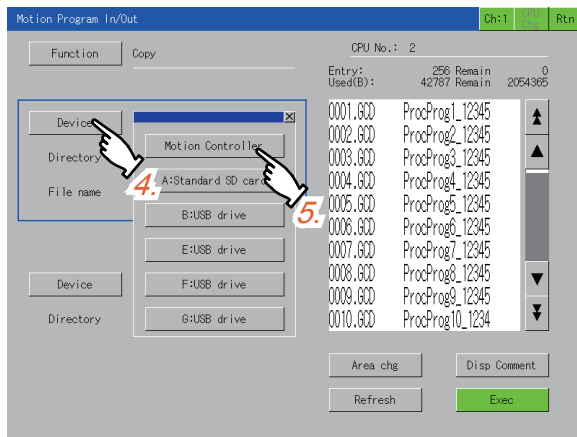 Motion Program In/Out
Ch:1
CPU
Chg
Rtn
Function
Copy
CPU No.: 2
Entry: 256 Remain 0
Used(B): 42787 Remain 2054365
Device
Directory
File name
Motion Controller
A:Standard SD card
B:USB drive
E:USB drive
F:USB drive
G:USB drive
4.
5.
0001.GCD ProcProg1_12345
0002.GCD ProcProg2_12345
0003.GCD ProcProg3_12345
0004.GCD ProcProg4_12345
0005.GCD ProcProg5_12345
0006.GCD ProcProg6_12345
0007.GCD ProcProg7_12345
0008.GCD ProcProg8_12345
0009.GCD ProcProg9_12345
0010.GCD ProcProg10_1234
Device
Directory
Area chg
Disp Comment
Refresh
Exec